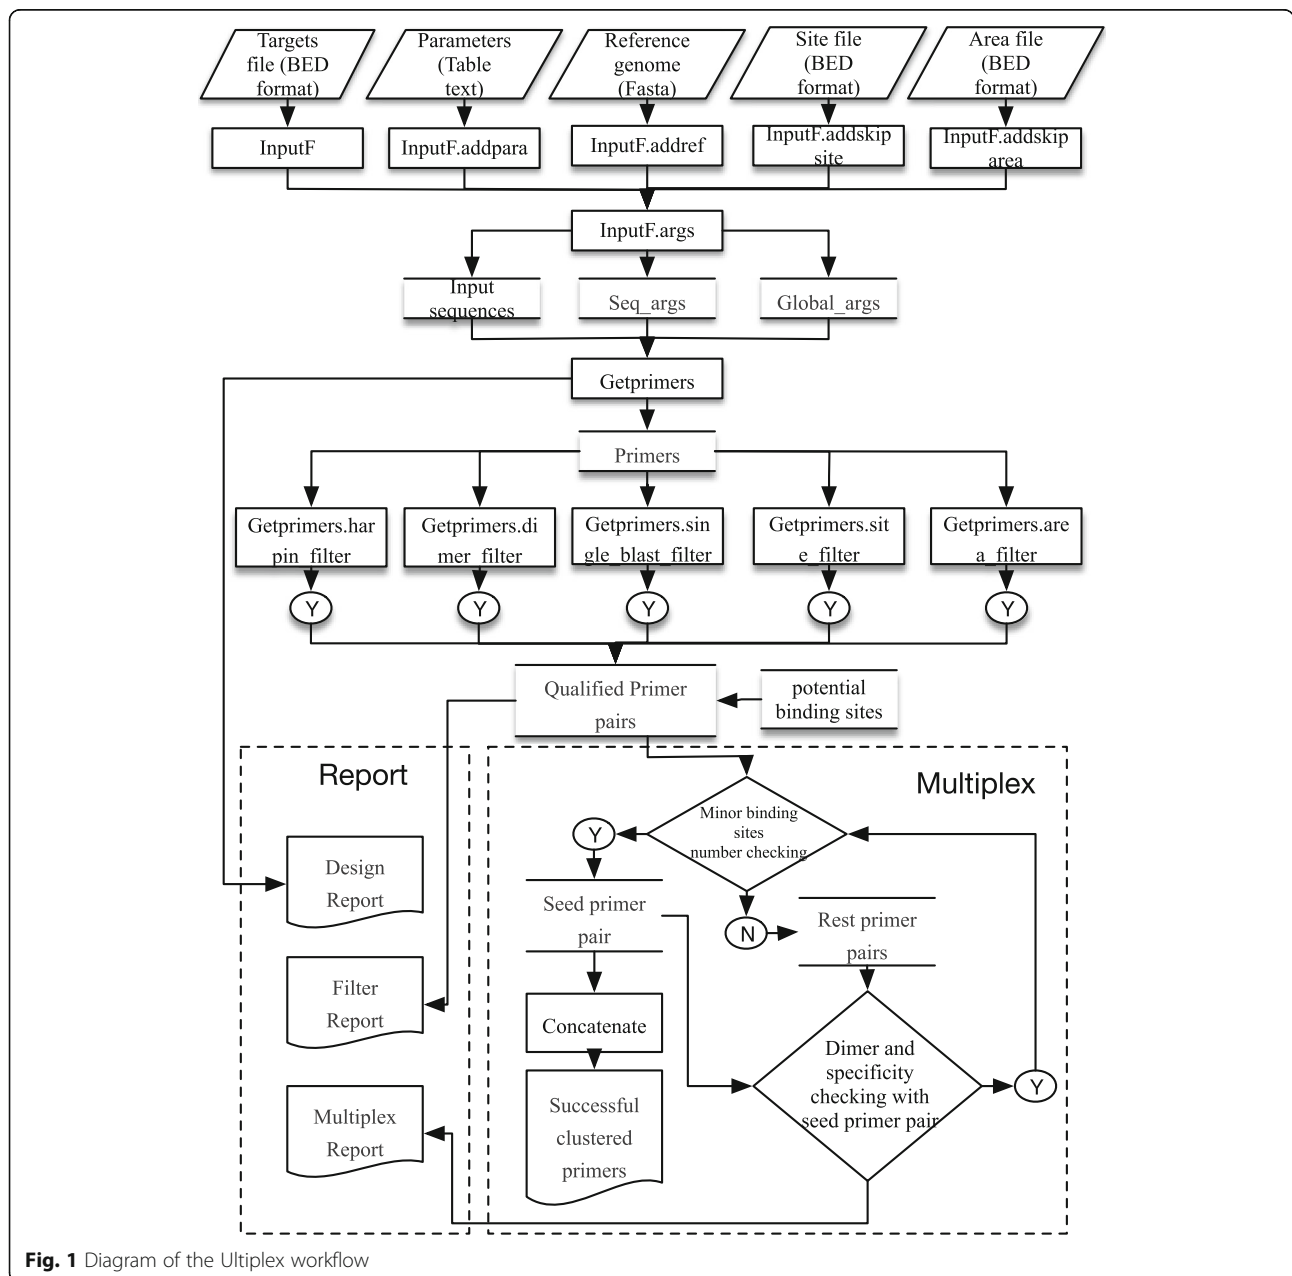 Targets
file (BED
format)
Parameters
(Table
text)
Reference
genome
(Fasta)
Site file
(BED
format)
Area file
(BED
format)
InputF
InputF.addpara
InputF.addref
InputF.addskip
site
InputF.addskip
area
InputF.args
Input
sequences
Seq_args
Global_args
Getprimers
Primers
Getprimers.har
pin_filter
Getprimers.di
mer_filter
Getprimers.sin
gle_blast_filter
Getprimers.sit
e_filter
Getprimers.are
a_filter
Y
Y
Y
Y
Y
Qualified Primer
pairs
potential
binding sites
Report
Multiplex
Minor binding
sites
number checking
Y
Design
Report
Seed primer
pair
N
Rest primer
pairs
Filter
Report
Concatenate
Dimer and
specificity
checking with
seed primer pair
Y
Multiplex
Report
Successful
clustered
primers
Fig. 1 Diagram of the Ultiplex workflow